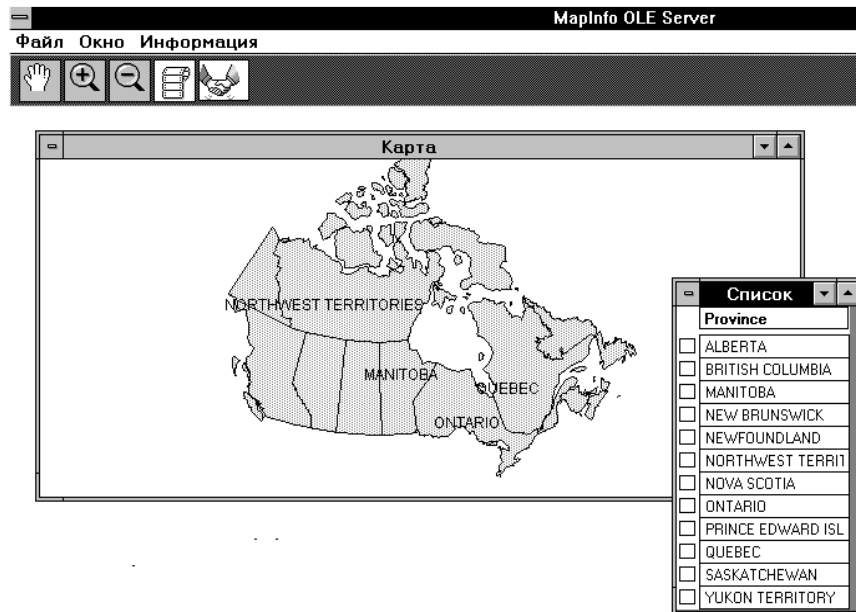 MapInfo OLE Server
Файл Окно Информация
Карта
NORTHWEST TERRITORIES
MANITOBA
QUEBEC
ONTARIO
Список
Province
ALBERTA
BRITISH COLUMBIA
MANITOBA
NEW BRUNSWICK
NEWFOUNDLAND
NORTHWEST TERRIT
NOVA SCOTIA
ONTARIO
PRINCE EDWARD ISL
QUEBEC
SASKATCHEWAN
YUKON TERRITORY